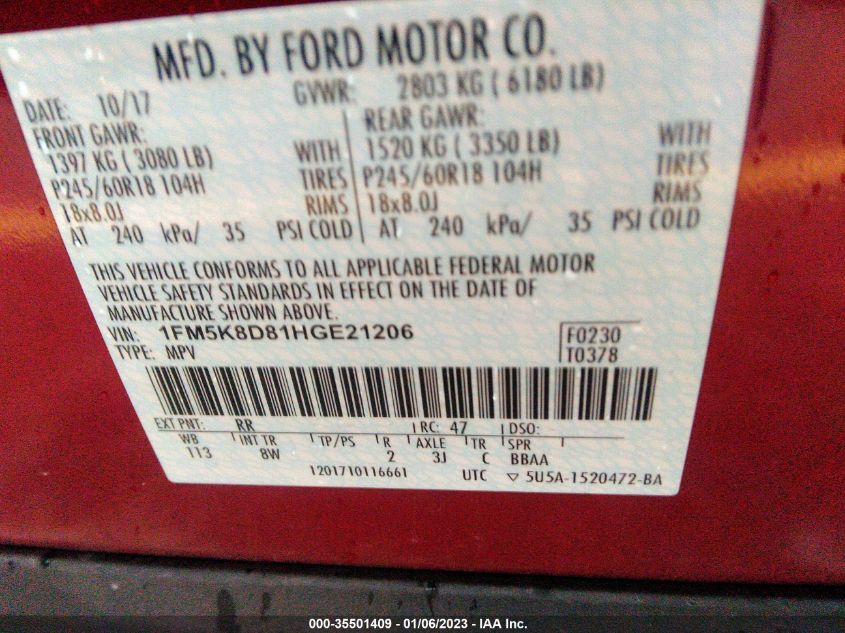 MFD. BY FORD MOTOR CO.
DATE: 10/17 GVWR: 2803 KG ( 6180 LB)
FRONT GAWR: REAR GAWR:
1397 KG ( 3080 LB) WITH 1520 KG ( 3350 LB) WITH
P245/60R18 104H TIRES P245/60R18 104H TIRES
18x8.0J RIMS 18x8.0J RIMS
AT 240 kPa/ 35 PSI COLD AT 240 kPa/ 35 PSI COLD
THIS VEHICLE CONFORMS TO ALL APPLICABLE FEDERAL MOTOR
VEHICLE SAFETY STANDARDS IN EFFECT ON THE DATE OF
MANUFACTURE SHOWN ABOVE.
VIN: 1FM5K8D81HGE21206 F0230
TYPE: MPV T0378
EXT PNT: RR RC: 47 DSO:
WB INT TR TP/PS R AXLE TR SPR
113 8W 2 3J C BBAA
1201710116661 UTC ▽ 5U5A-1520472-BA
000-35501409 - 01/06/2023 - IAA Inc.